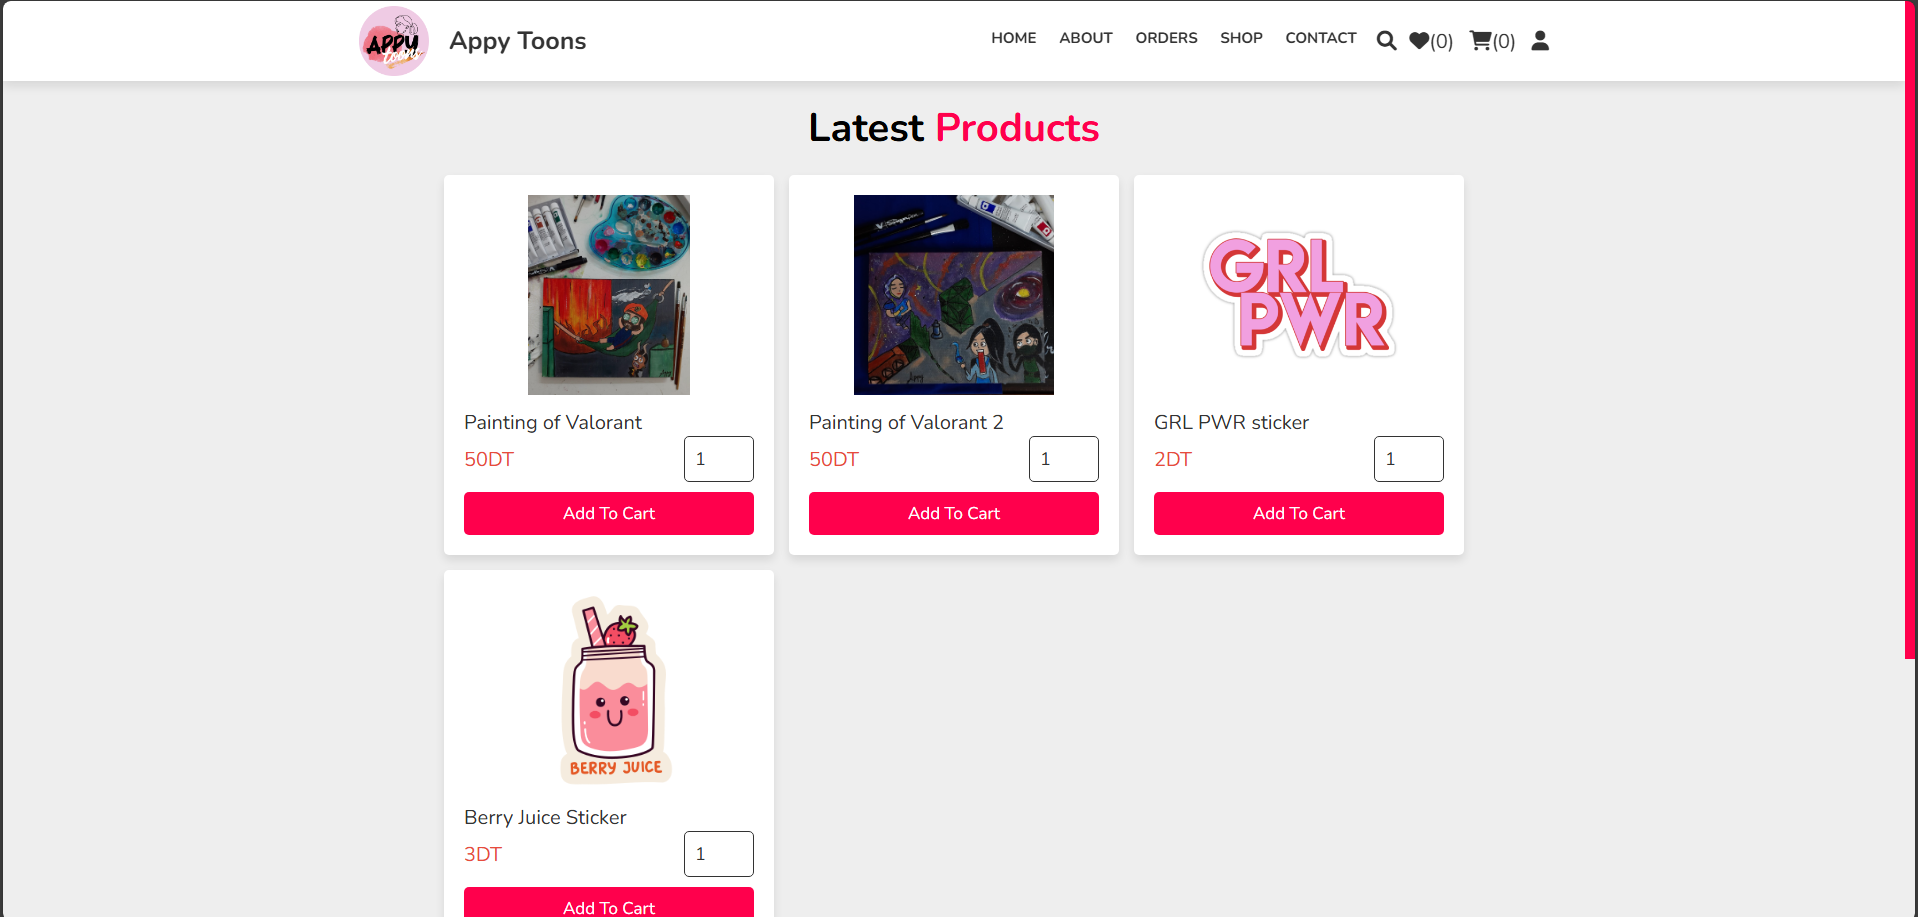 APPY
toons
Appy Toons
HOME ABOUT ORDERS SHOP CONTACT (0) (0)
Latest Products
GRL
PWR
Painting of Valorant
50DT 1
Add To Cart
Painting of Valorant 2
50DT 1
Add To Cart
GRL PWR sticker
2DT 1
Add To Cart
BERRY JUICE
Berry Juice Sticker
3DT 1
Add To Cart